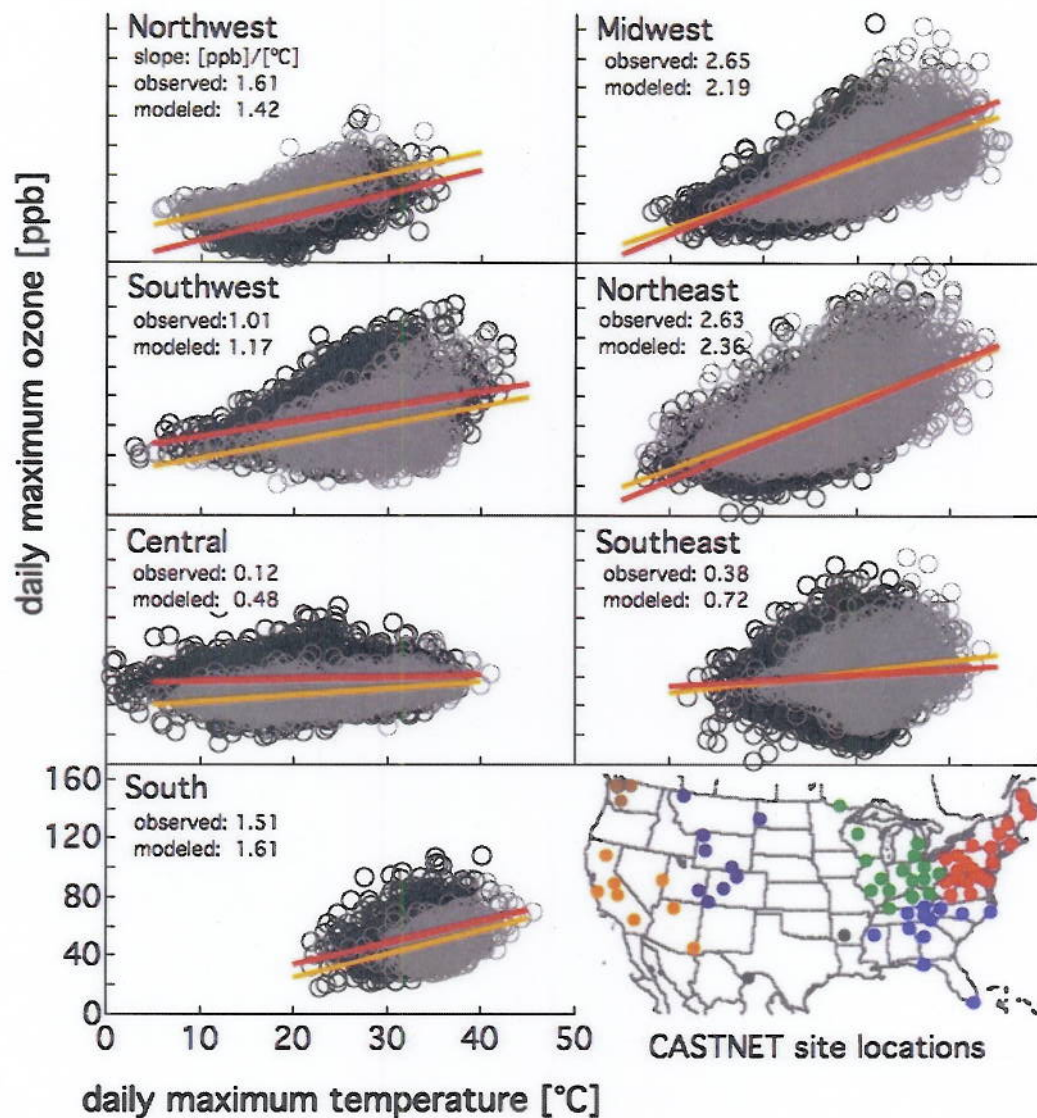 Northwest
slope: [ppb]/[°C]
observed: 1.61
modeled: 1.42
Midwest
observed: 2.65
modeled: 2.19
Southwest
observed:1.01
modeled: 1.17
Northeast
observed: 2.63
modeled: 2.36
Central
observed: 0.12
modeled: 0.48
Southeast
observed: 0.38
modeled: 0.72
South
observed: 1.51
modeled: 1.61
160
120
80
40
0
0
10
20
30
40
50
daily maximum ozone [ppb]
daily maximum temperature [°C]
CASTNET site locations